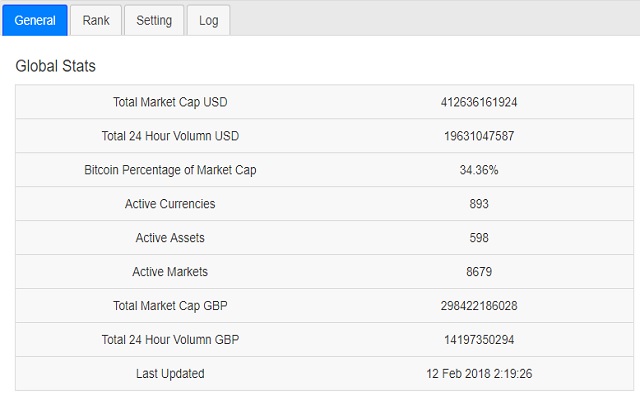 General Rank Setting Log
Global Stats
Total Market Cap USD 412636161924
Total 24 Hour Volumn USD 19631047587
Bitcoin Percentage of Market Cap 34.36%
Active Currencies 893
Active Assets 598
Active Markets 8679
Total Market Cap GBP 298422186028
Total 24 Hour Volumn GBP 14197350294
Last Updated 12 Feb 2018 2:19:26